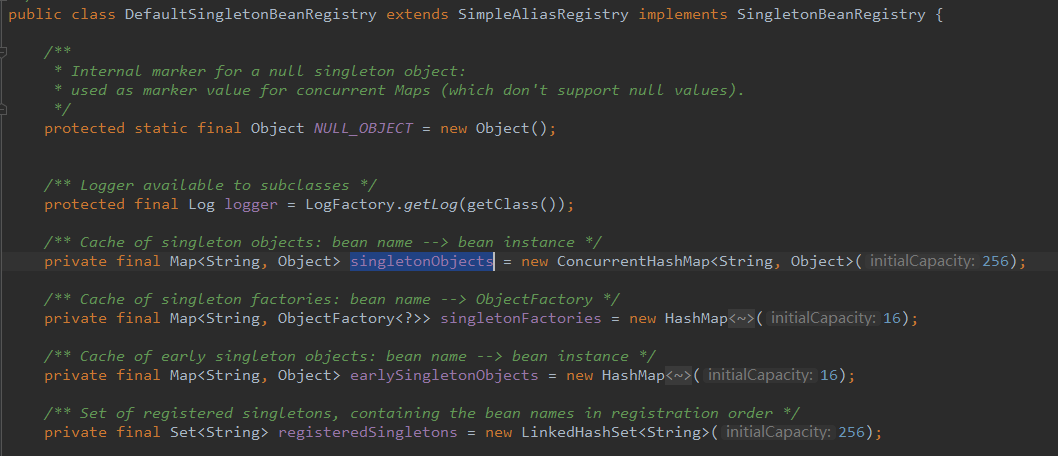 public class DefaultSingletonBeanRegistry extends SimpleAliasRegistry implements SingletonBeanRegistry {
/**
* Internal marker for a null singleton object:
* used as marker value for concurrent Maps (which don't support null values).
*/
protected static final Object NULL_OBJECT = new Object();
/** Logger available to subclasses */
protected final Log logger = LogFactory.getLog(getClass());
/** Cache of singleton objects: bean name --> bean instance */
private final Map<String, Object> singletonObjects = new ConcurrentHashMap<String, Object>( initialCapacity: 256);
/** Cache of singleton factories: bean name --> ObjectFactory */
private final Map<String, ObjectFactory<?>> singletonFactories = new HashMap<~>( initialCapacity: 16);
/** Cache of early singleton objects: bean name --> bean instance */
private final Map<String, Object> earlySingletonObjects = new HashMap<~>( initialCapacity: 16);
/** Set of registered singletons, containing the bean names in registration order */
private final Set<String> registeredSingletons = new LinkedHashSet<String>( initialCapacity: 256);